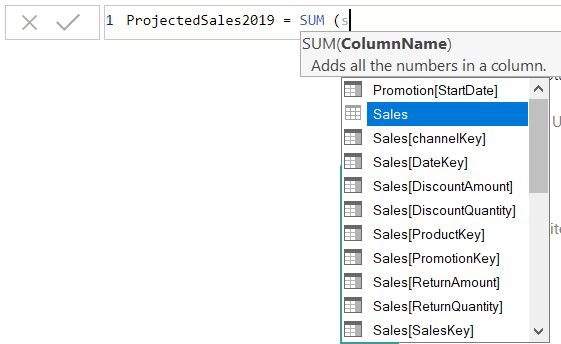 1 ProjectedSales2019 = SUM (s
SUM(ColumnName)
Adds all the numbers in a column.
Promotion[StartDate]
Sales
Sales[channelKey]
Sales[DateKey]
Sales[DiscountAmount]
Sales[DiscountQuantity]
Sales[ProductKey]
Sales[PromotionKey]
Sales[ReturnAmount]
Sales[ReturnQuantity]
Sales[SalesKey]